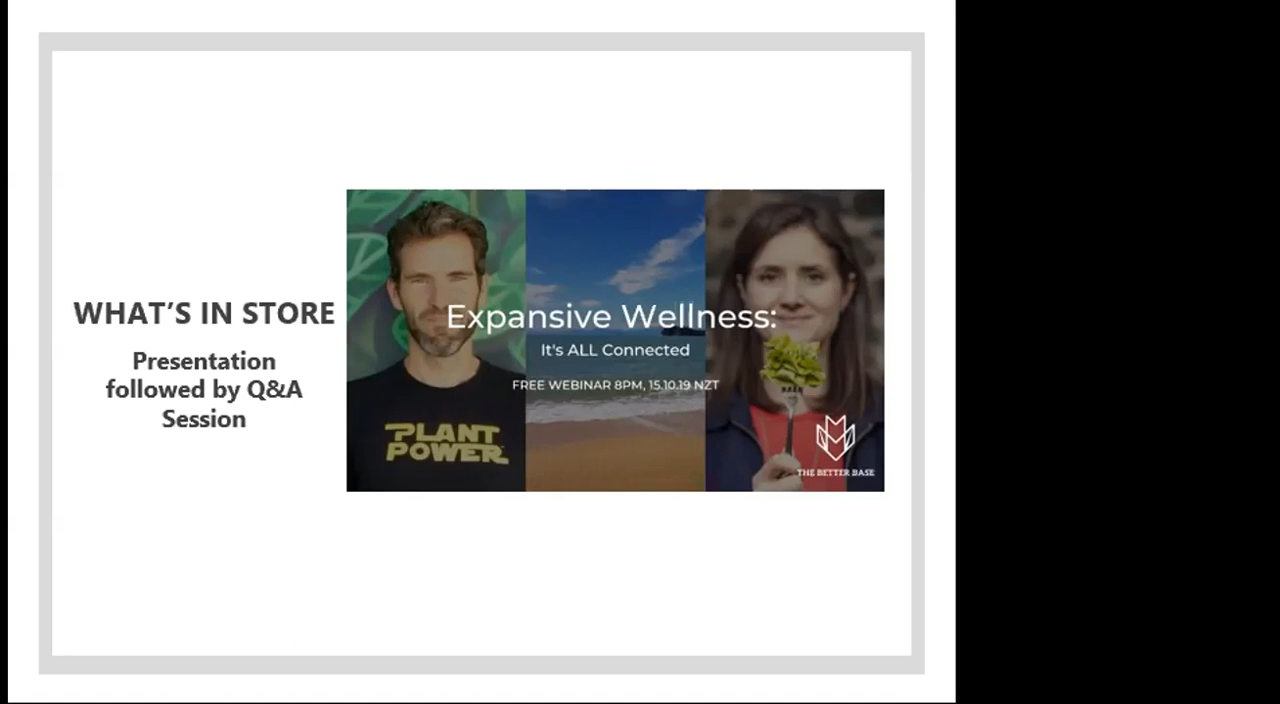 WHAT’S IN STORE
Presentation
followed by Q&A
Session
Expansive Wellness:
It's ALL Connected
FREE WEBINAR 8PM, 15.10.19 NZT
PLANT
POWER
THE BETTER BASE